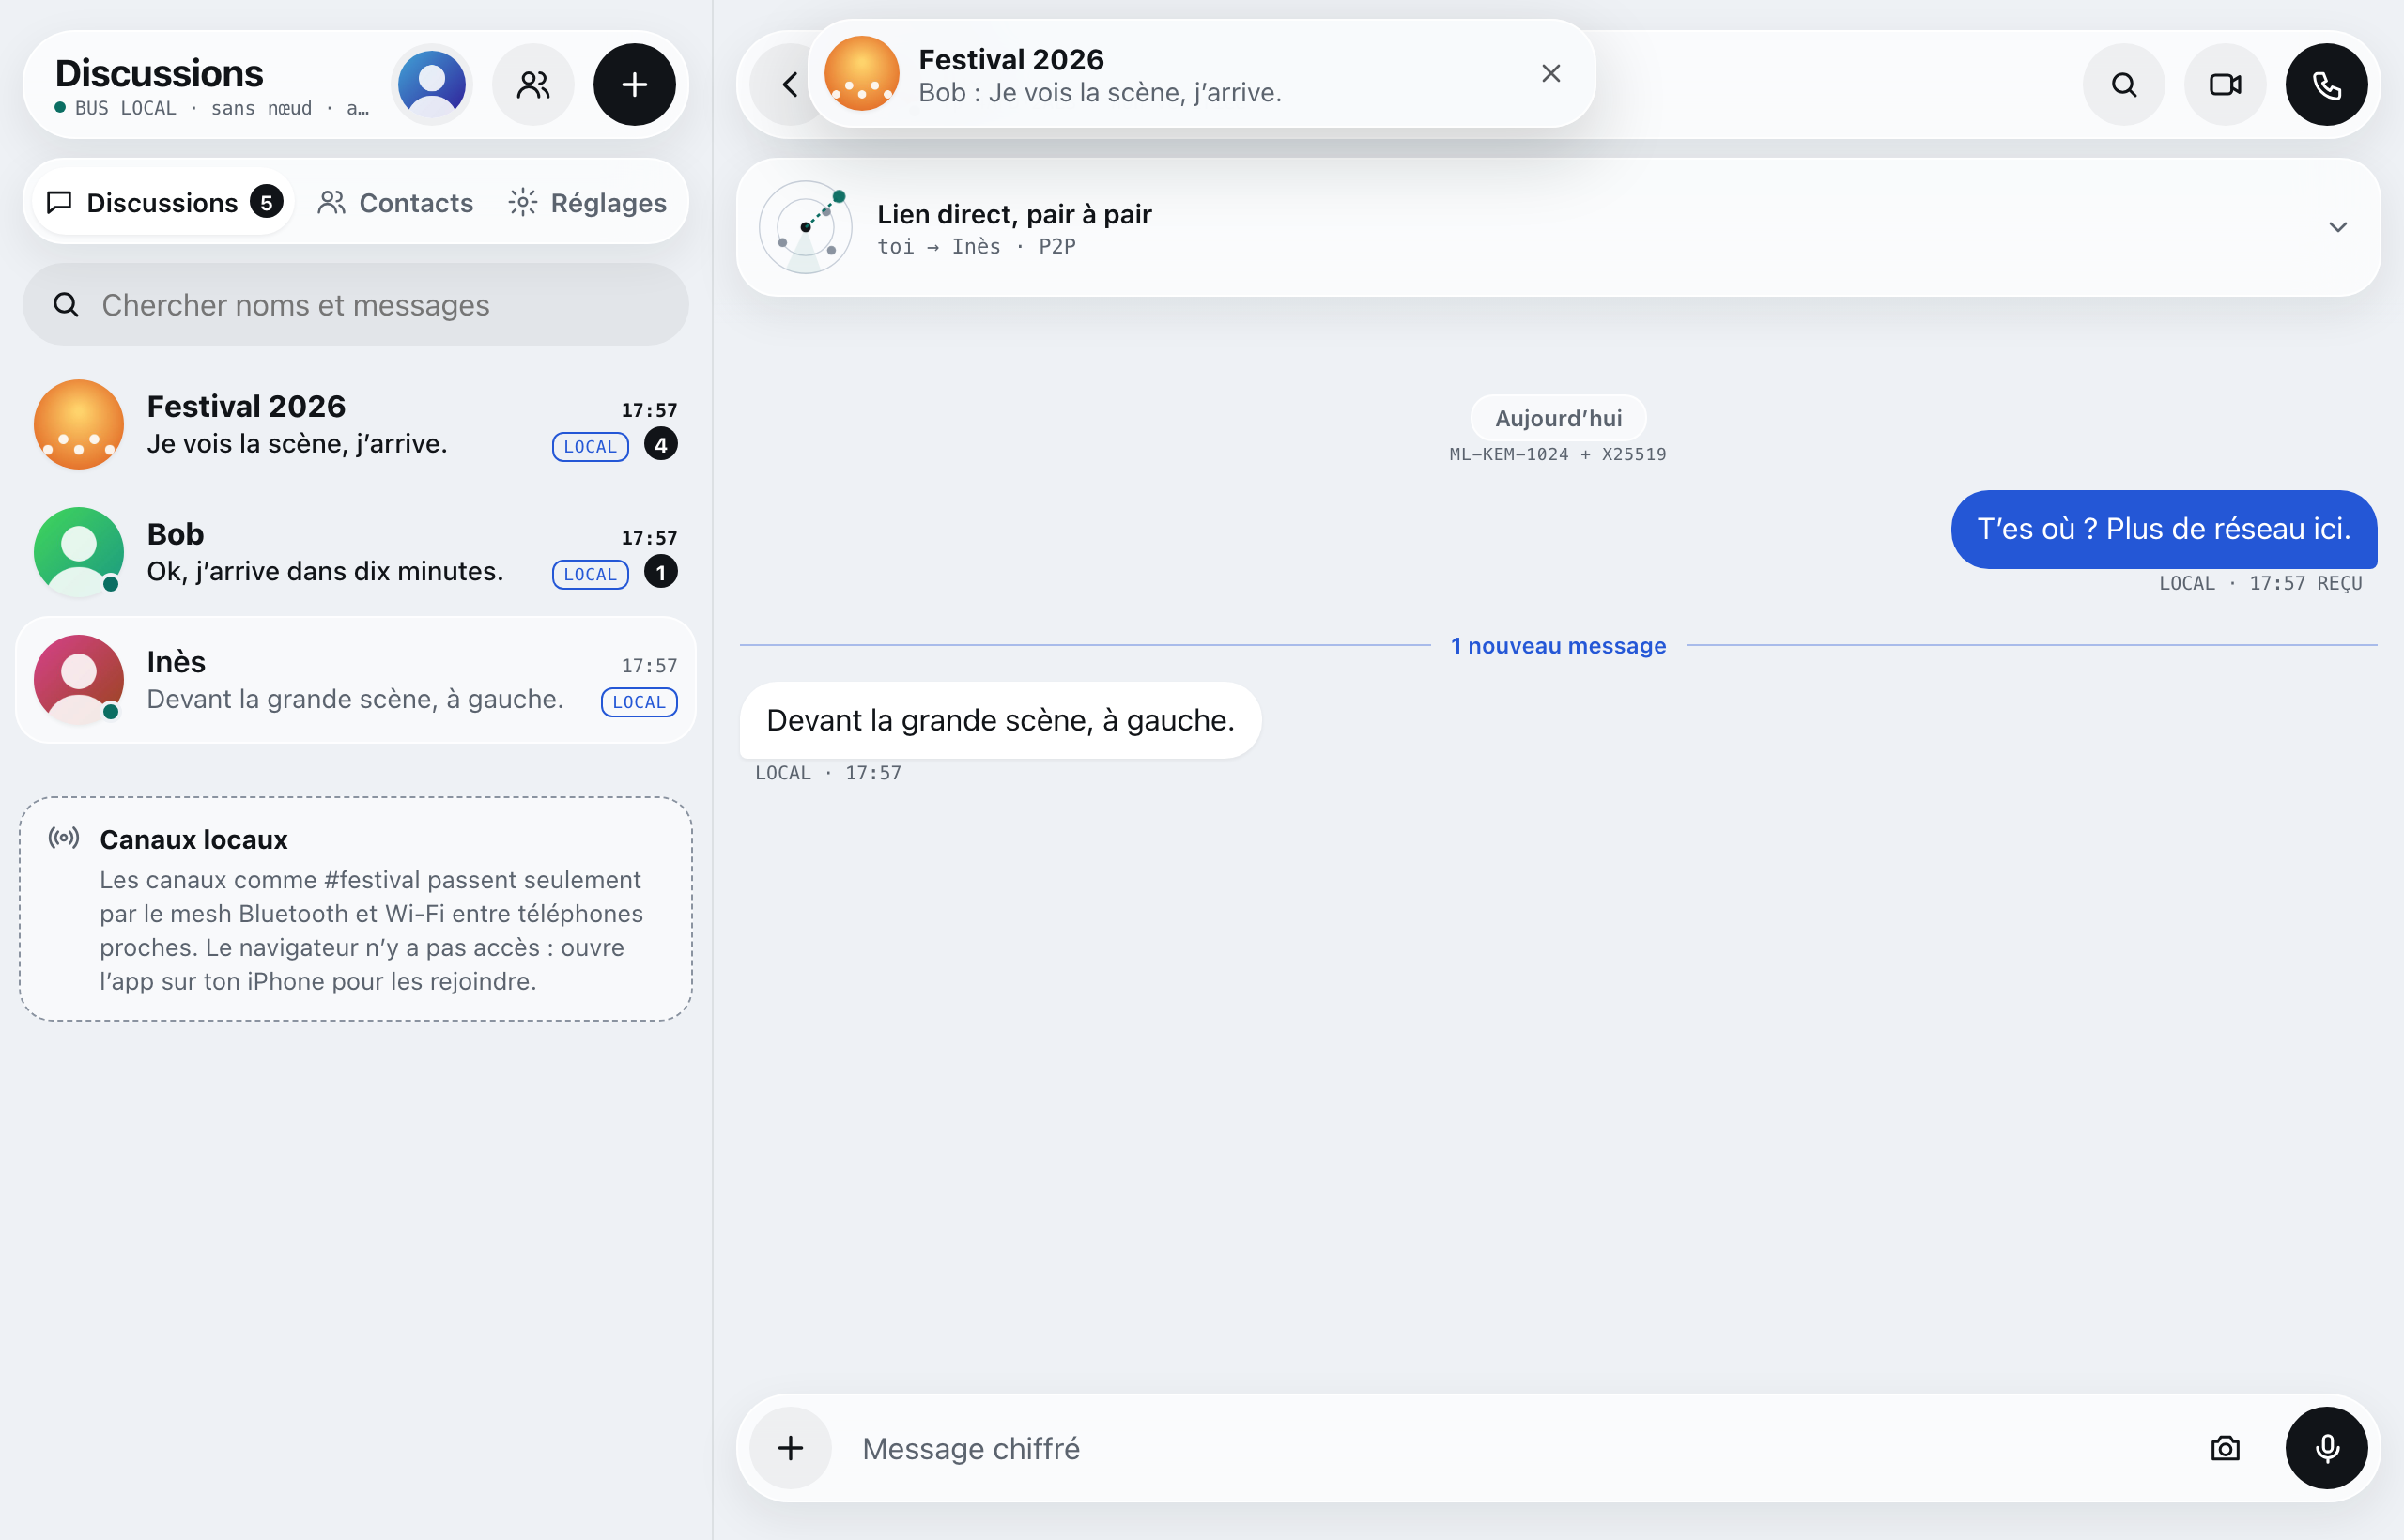 Discussions
BUS LOCAL · sans nœud · a…
Discussions 5
Contacts
Réglages
Chercher noms et messages
Festival 2026
17:57
Je vois la scène, j’arrive.
LOCAL
4
Bob
17:57
Ok, j’arrive dans dix minutes.
LOCAL
1
Inès
17:57
Devant la grande scène, à gauche.
LOCAL
Canaux locaux
Les canaux comme #festival passent seulement
par le mesh Bluetooth et Wi-Fi entre téléphones
proches. Le navigateur n’y a pas accès : ouvre
l’app sur ton iPhone pour les rejoindre.
Festival 2026
Bob : Je vois la scène, j’arrive.
Lien direct, pair à pair
toi → Inès · P2P
Aujourd’hui
ML-KEM-1024 + X25519
T’es où ? Plus de réseau ici.
LOCAL · 17:57 REÇU
1 nouveau message
Devant la grande scène, à gauche.
LOCAL · 17:57
Message chiffré